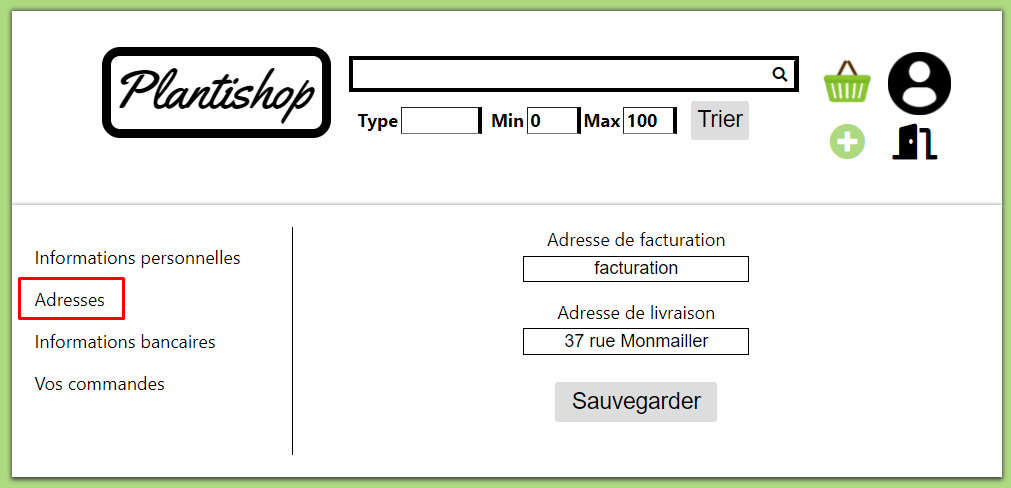 Plantishop
Type Min 0 Max 100 Trier
Informations personnelles
Adresses
Informations bancaires
Vos commandes
Adresse de facturation
facturation
Adresse de livraison
37 rue Monmailler
Sauvegarder